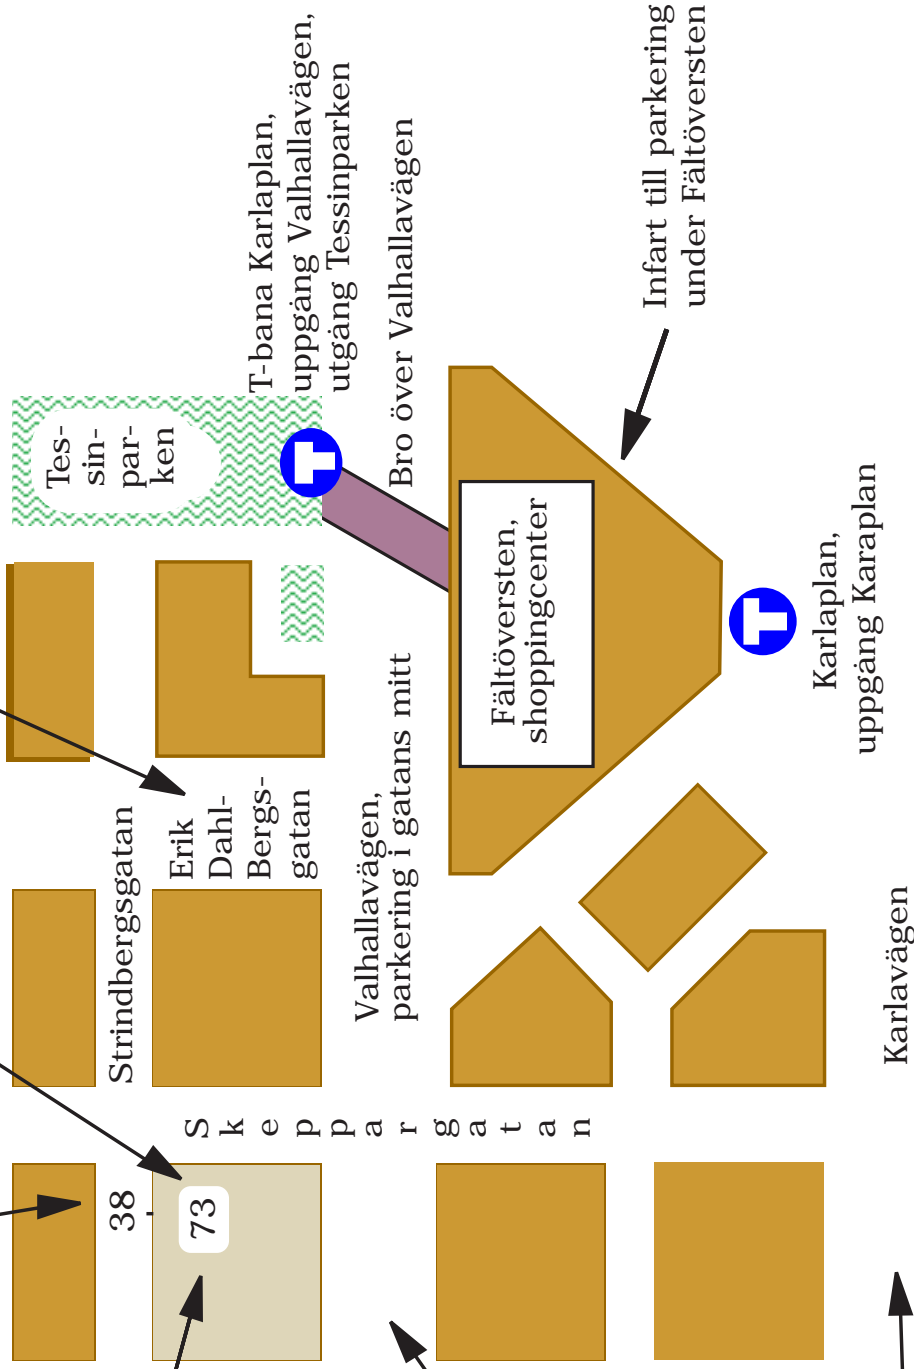 Tes-
sin-
par-
ken
T-bana Karlaplan,
uppgång Valhallavägen,
utgång Tessinparken
Bro över Valhallavägen
Infart till parkering
under Fältöversten
Fältöversten,
shoppingcenter
Karlaplan,
uppgång Karaplan
Strindbergsgatan
Erik
Dahl-
Bergs-
gatan
Valhallavägen,
parkering i gatans mitt
Skeppargatan
38
73
Karlavägen
T
T